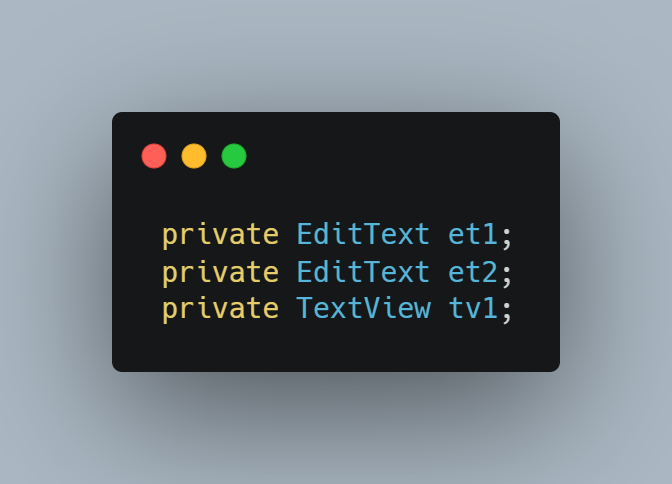 private EditText et1;
private EditText et2;
private TextView tv1;